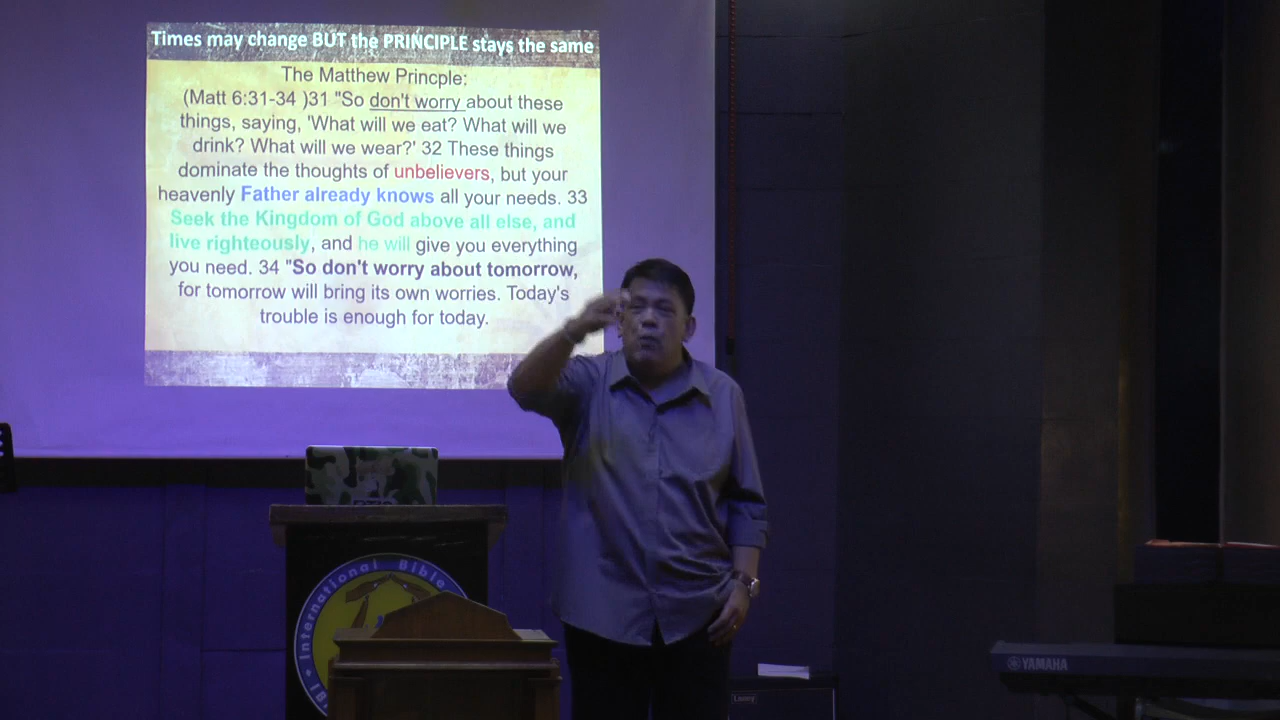 Times may change BUT the PRINCIPLE stays the same
The Matthew Princple:
(Matt 6:31-34 )31 "So don't worry about these
things, saying, 'What will we eat? What will we
drink? What will we wear?' 32 These things
dominate the thoughts of unbelievers, but your
heavenly Father already knows all your needs. 33
Seek the Kingdom of God above all else, and
live righteously, and he will give you everything
you need. 34 "So don't worry about tomorrow,
for tomorrow will bring its own worries. Today's
trouble is enough for today.
International Bible
IBI
YAMAHA
Laney